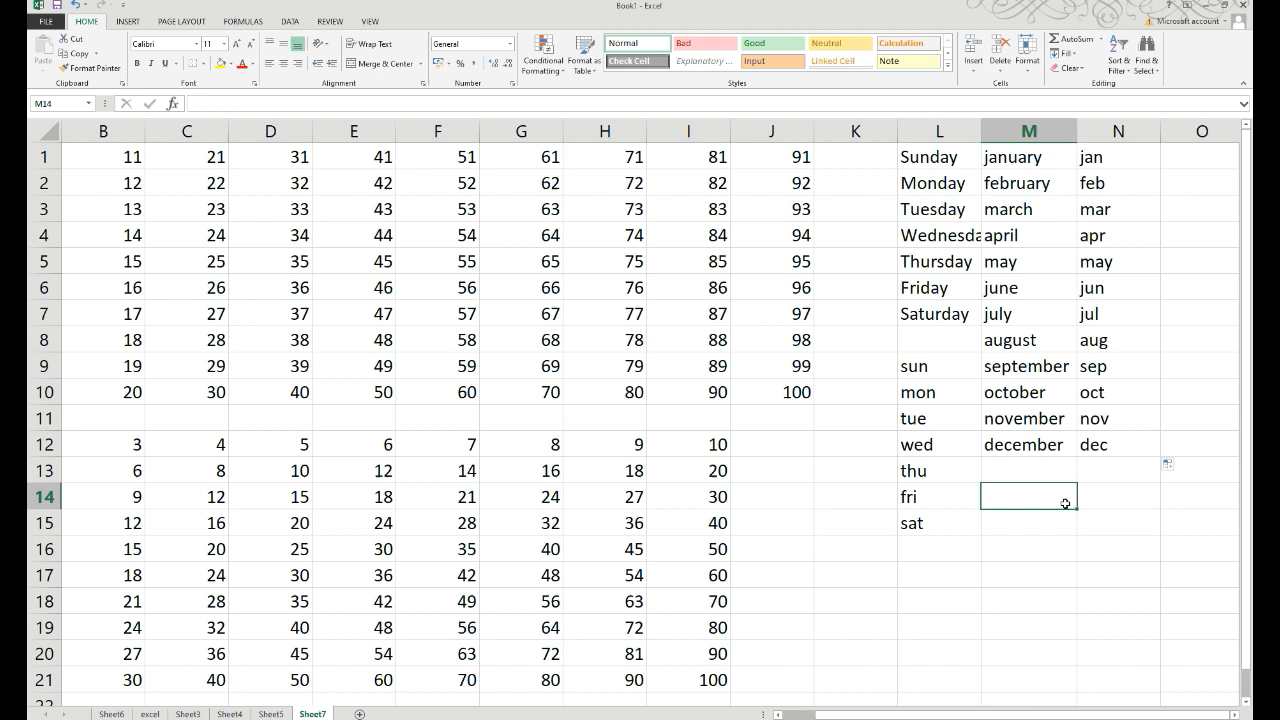 Book1 - Excel
FILE HOME INSERT PAGE LAYOUT FORMULAS DATA REVIEW VIEW Microsoft account
Paste Cut Copy Format Painter Clipboard
Calibri 11 B I U Font
Wrap Text Merge & Center Alignment
General % , Number
Conditional Formatting Format as Table
Normal Bad Good Neutral Calculation
Check Cell Explanatory ... Input Linked Cell Note
Styles
Insert Delete Format Cells
AutoSum Fill Clear Sort & Filter Find & Select Editing
M14 fx
B C D E F G H I J K L M N O
1 11 21 31 41 51 61 71 81 91 Sunday january jan
2 12 22 32 42 52 62 72 82 92 Monday february feb
3 13 23 33 43 53 63 73 83 93 Tuesday march mar
4 14 24 34 44 54 64 74 84 94 Wednesda april apr
5 15 25 35 45 55 65 75 85 95 Thursday may may
6 16 26 36 46 56 66 76 86 96 Friday june jun
7 17 27 37 47 57 67 77 87 97 Saturday july jul
8 18 28 38 48 58 68 78 88 98 august aug
9 19 29 39 49 59 69 79 89 99 sun september sep
10 20 30 40 50 60 70 80 90 100 mon october oct
11 tue november nov
12 3 4 5 6 7 8 9 10 wed december dec
13 6 8 10 12 14 16 18 20 thu
14 9 12 15 18 21 24 27 30 fri
15 12 16 20 24 28 32 36 40 sat
16 15 20 25 30 35 40 45 50
17 18 24 30 36 42 48 54 60
18 21 28 35 42 49 56 63 70
19 24 32 40 48 56 64 72 80
20 27 36 45 54 63 72 81 90
21 30 40 50 60 70 80 90 100
22
Sheet6 excel Sheet3 Sheet4 Sheet5 Sheet7